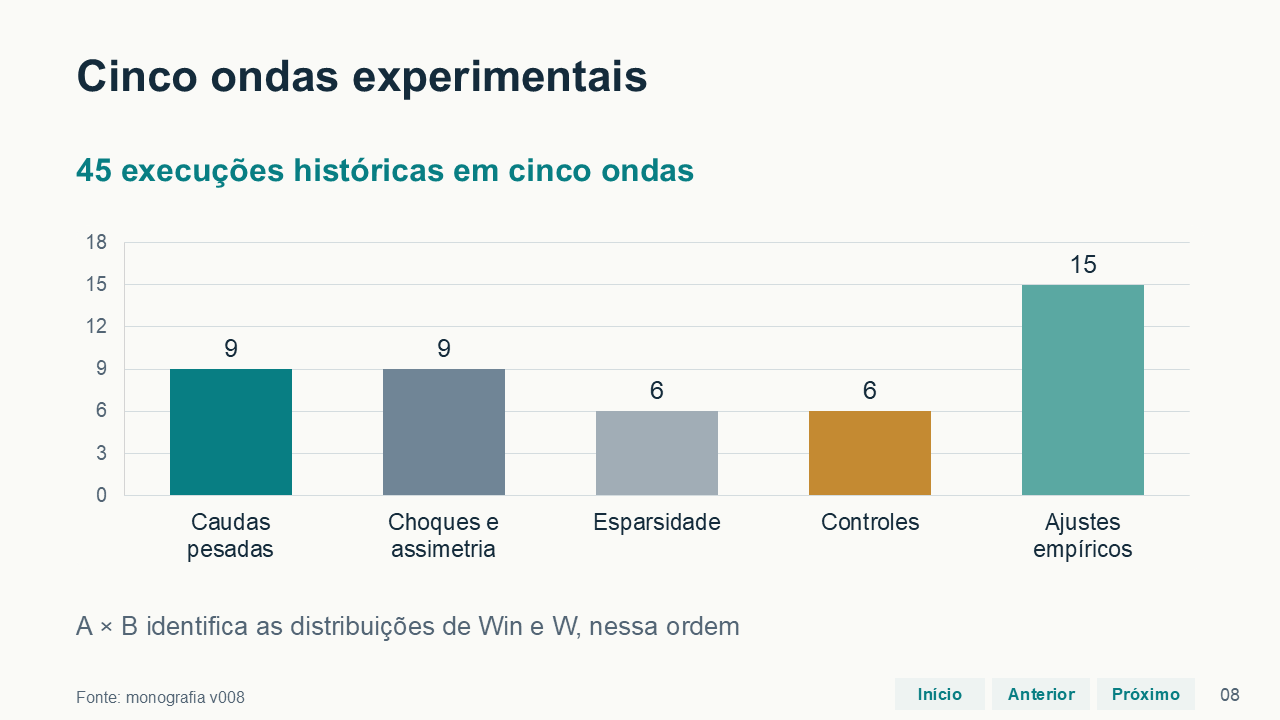 Cinco ondas experimentais
45 execuções históricas em cinco ondas
18
15
12
9
6
3
0
9
9
6
6
15
Caudas
pesadas
Choques e
assimetria
Esparsidade
Controles
Ajustes
empíricos
A × B identifica as distribuições de Win e W, nessa ordem
Fonte: monografia v008
Início
Anterior
Próximo
08